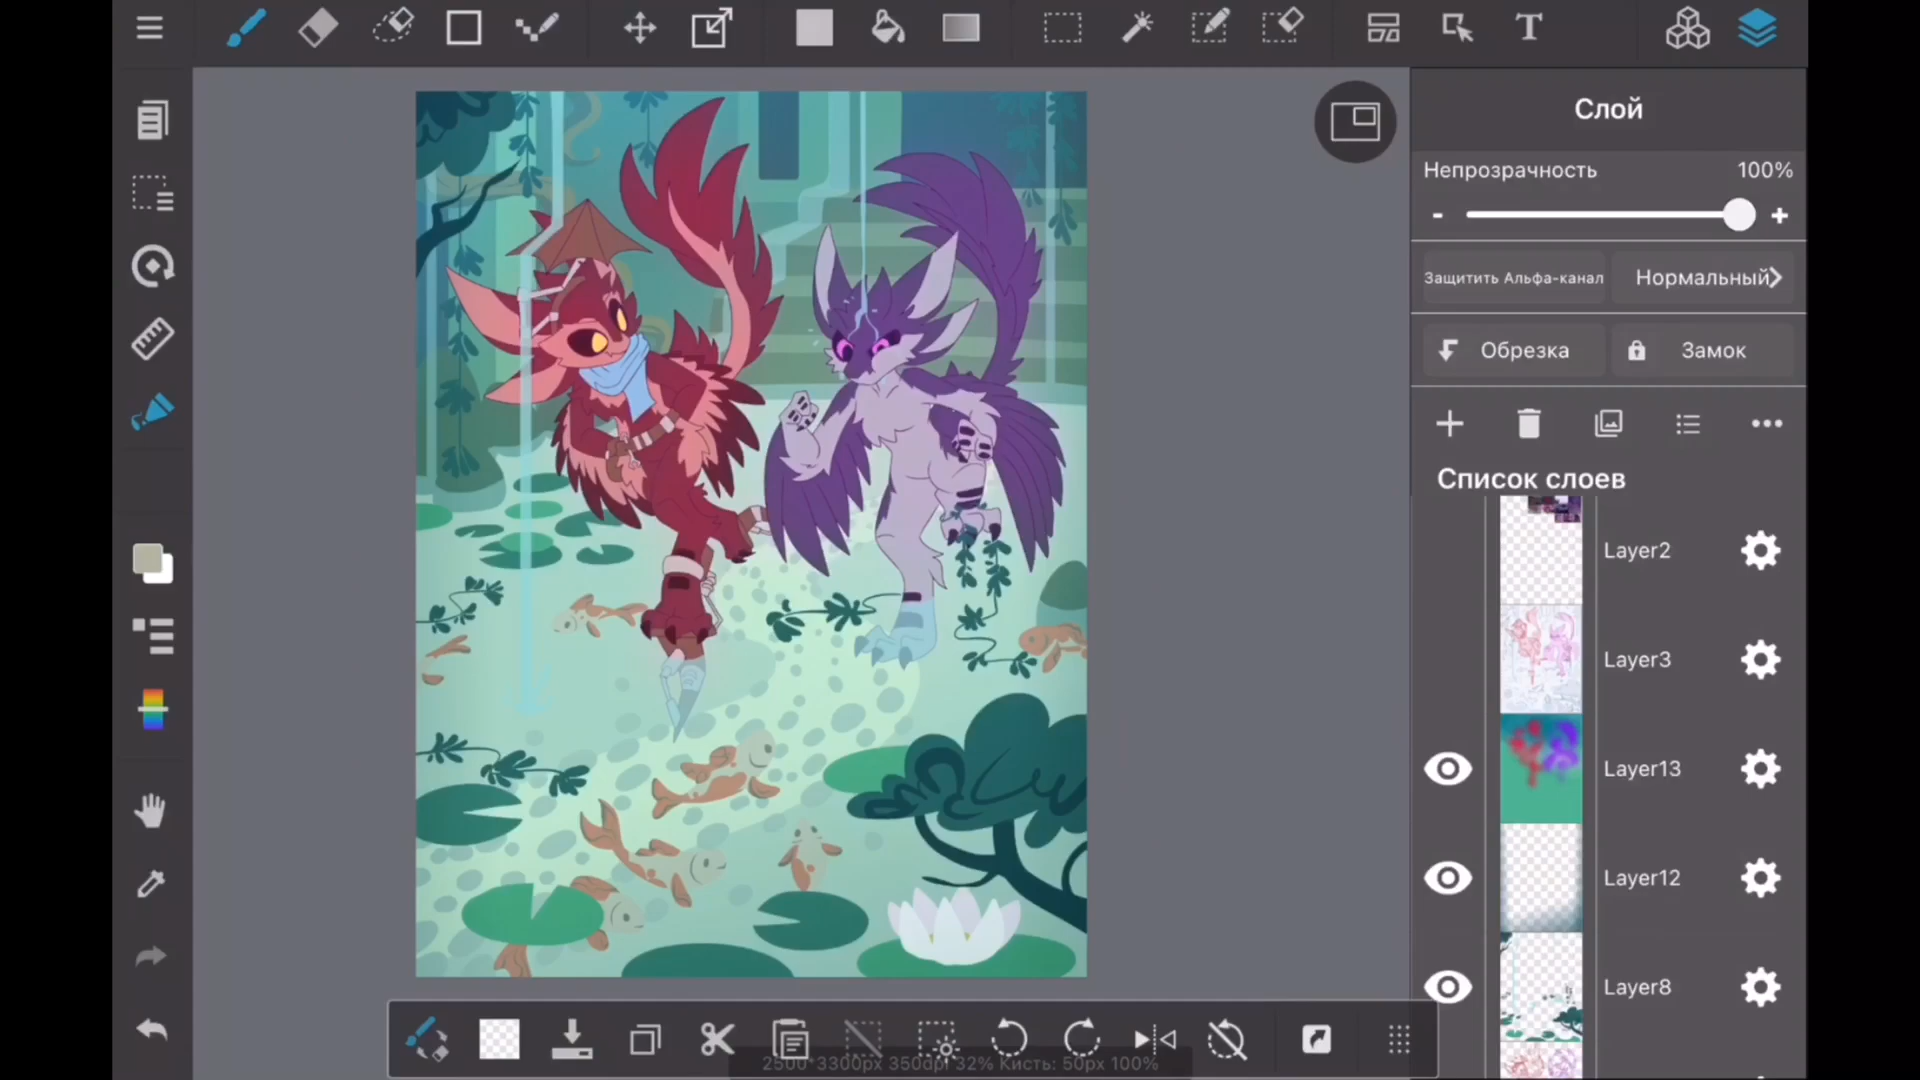 T
Слой
Непрозрачность 100%
- +
Защитить Альфа-канал Нормальный
Обрезка Замок
Список слоев
Layer2
Layer3
Layer13
Layer12
Layer8
2500*3300px 350dpi 32% Кисть: 50px 100%